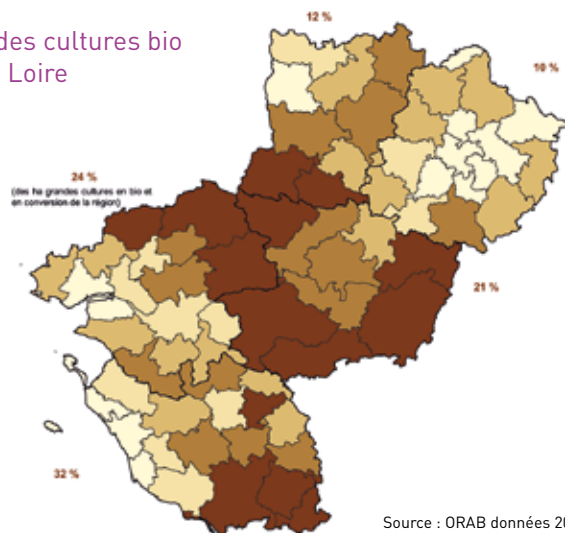 des cultures bio
Loire
12 %
10 %
24 %
(des ha grandes cultures en bio et
en conversion de la région)
21 %
32 %
Source : ORAB données